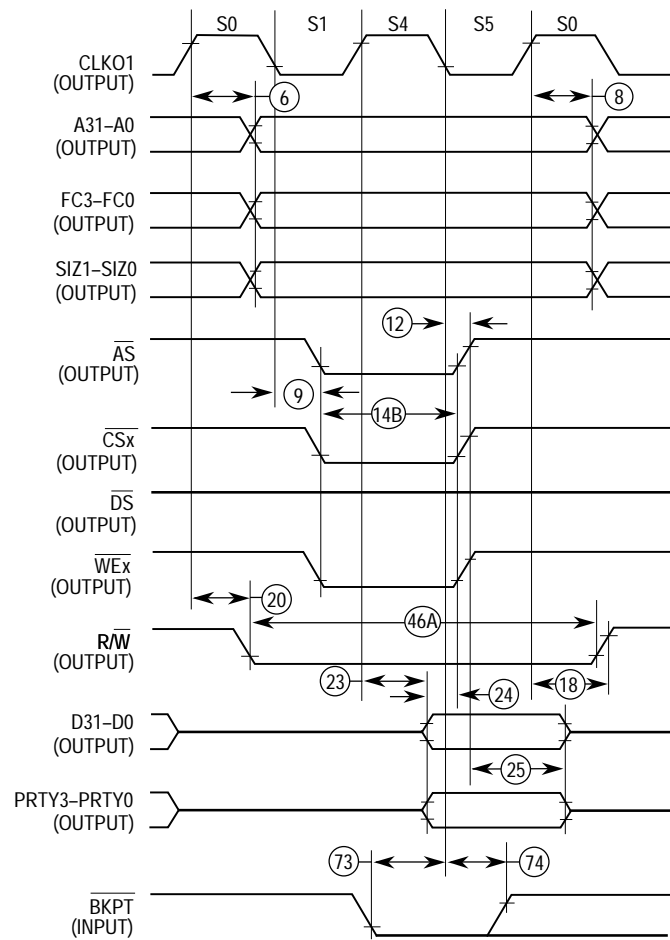 S0 S1 S4 S5 S0
CLKO1
(OUTPUT)
6 8
A31–A0
(OUTPUT)
FC3–FC0
(OUTPUT)
SIZ1–SIZ0
(OUTPUT)
12
AS
(OUTPUT)
9 14B
CSx
(OUTPUT)
DS
(OUTPUT)
WEx
(OUTPUT)
20
46A
R/W
(OUTPUT)
23 18
24
D31–D0
(OUTPUT)
25
PRTY3–PRTY0
(OUTPUT)
73 74
BKPT
(INPUT)